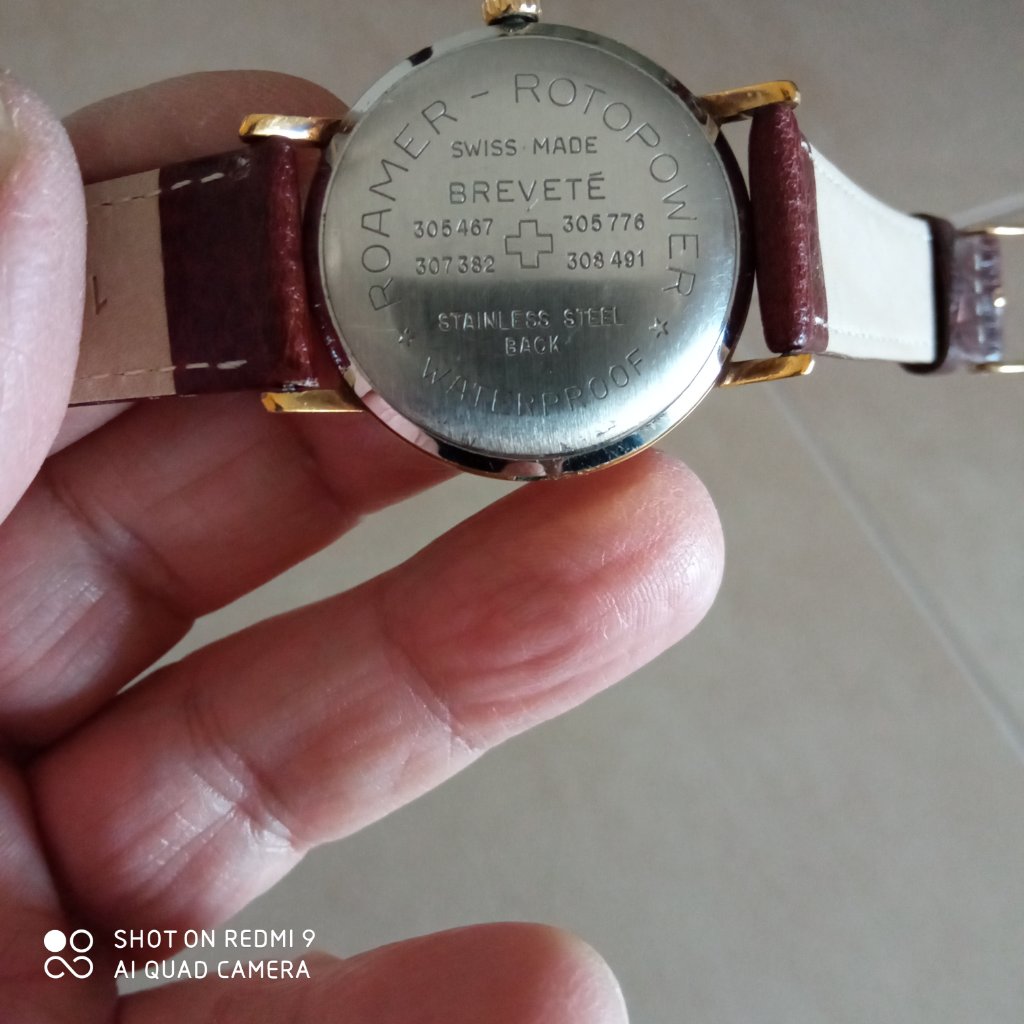 ROAMER - ROTOPOWER
SWISS MADE
BREVETÉ
305467 305776
307382 308491
STAINLESS STEEL
BACK
★ WATERPROOF ★
SHOT ON REDMI 9
AI QUAD CAMERA